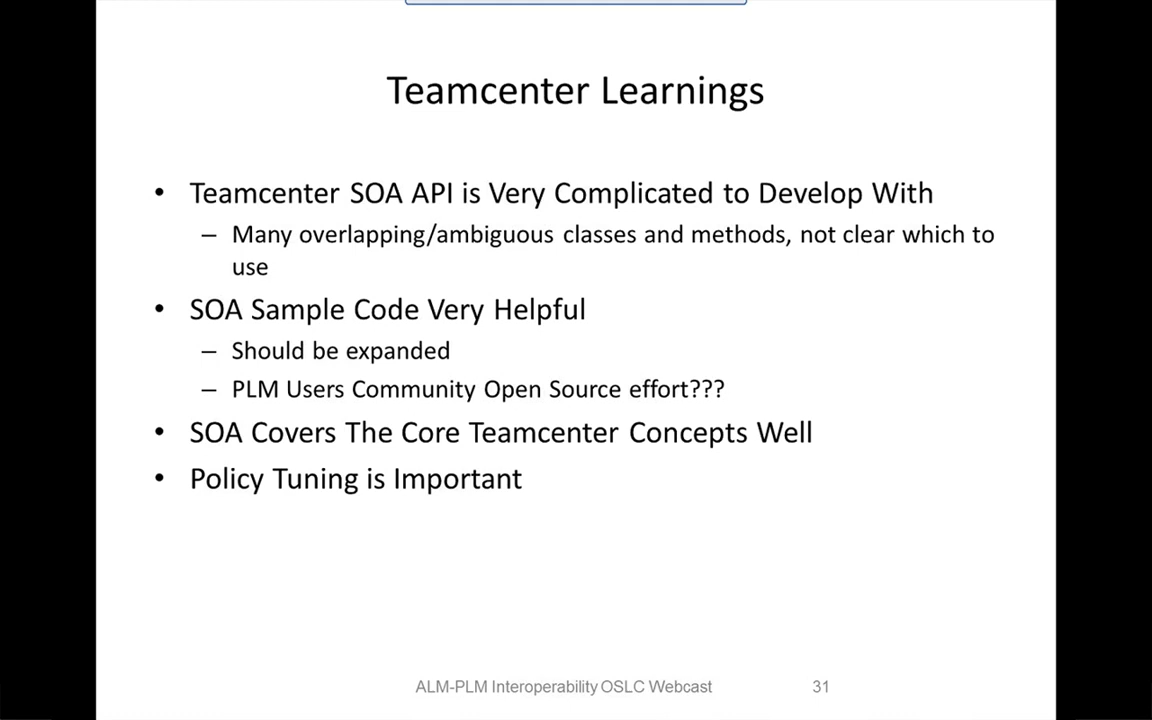 Teamcenter Learnings
• Teamcenter SOA API is Very Complicated to Develop With
– Many overlapping/ambiguous classes and methods, not clear which to
use
• SOA Sample Code Very Helpful
– Should be expanded
– PLM Users Community Open Source effort???
• SOA Covers The Core Teamcenter Concepts Well
• Policy Tuning is Important
ALM-PLM Interoperability OSLC Webcast 31